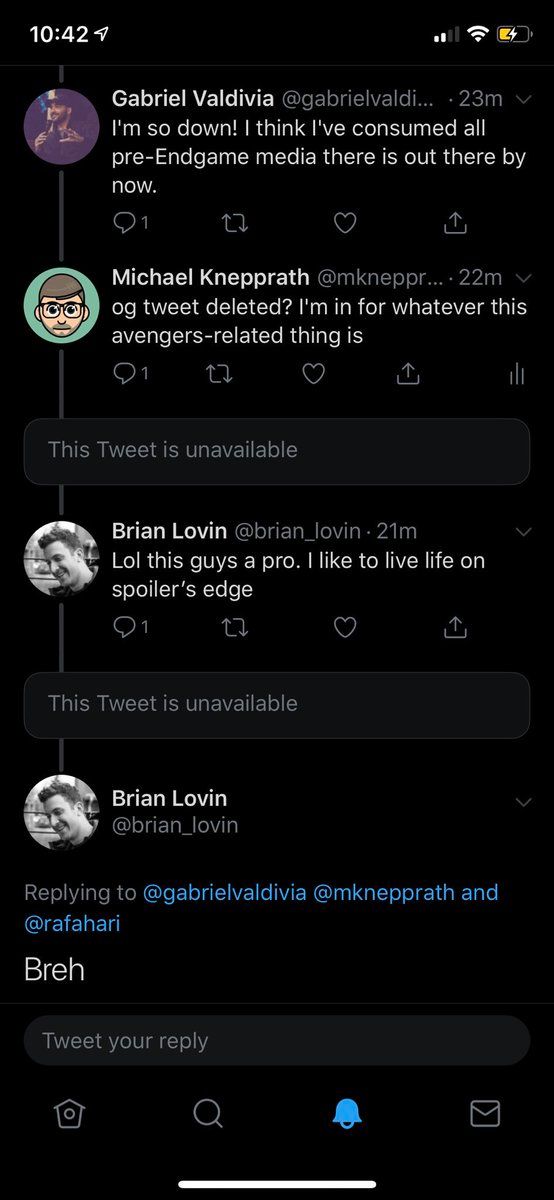 10:42
Gabriel Valdivia @gabrielvaldi... · 23m
I'm so down! I think I've consumed all
pre-Endgame media there is out there by
now.
1
Michael Knepprath @mkneppr... · 22m
og tweet deleted? I'm in for whatever this
avengers-related thing is
1
This Tweet is unavailable
Brian Lovin @brian_lovin · 21m
Lol this guys a pro. I like to live life on
spoiler’s edge
1
This Tweet is unavailable
Brian Lovin
@brian_lovin
Replying to @gabrielvaldivia @mknepprath and
@rafahari
Breh
Tweet your reply